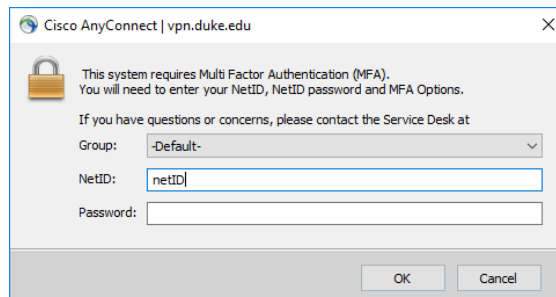 Cisco AnyConnect | vpn.duke.edu
This system requires Multi Factor Authentication (MFA).
You will need to enter your NetID, NetID password and MFA Options.
If you have questions or concerns, please contact the Service Desk at
Group: -Default-
NetID: netID
Password:
OK Cancel